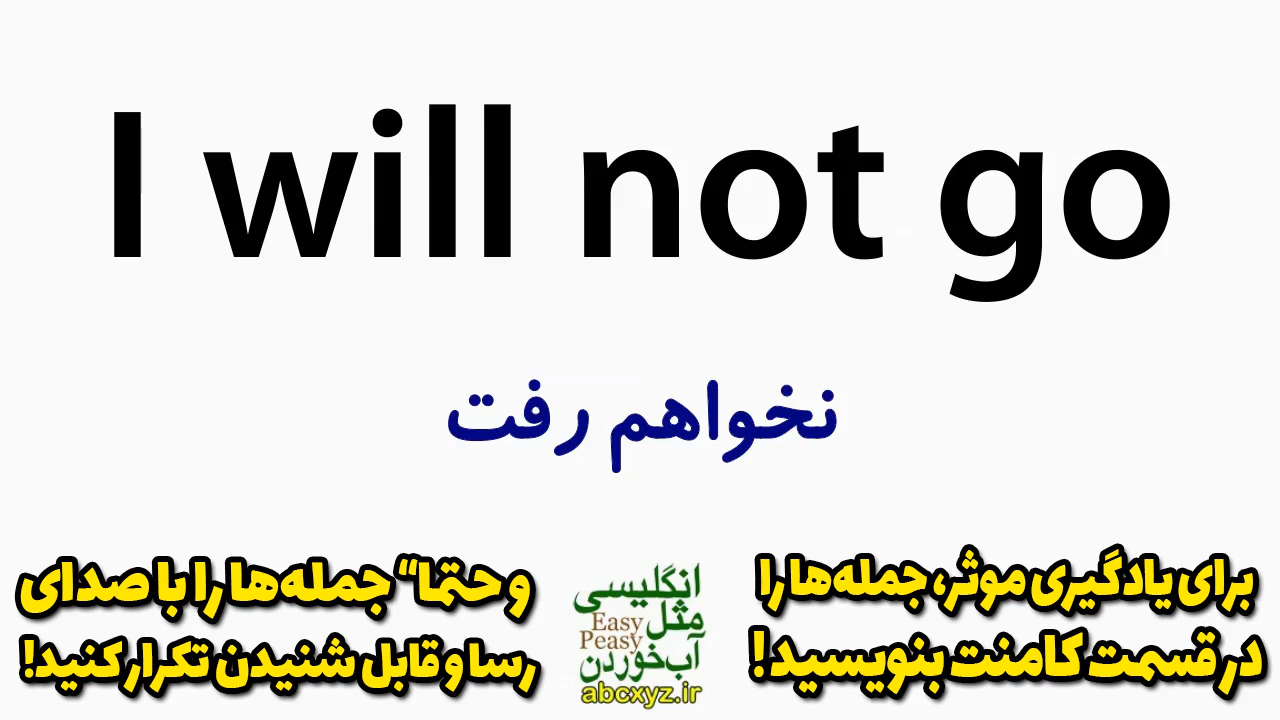 I will not go
نخواهم رفت
برای یادگیری موثر، جمله‌ها را
در قسمت کامنت بنویسید!
و حتما“ جمله‌ها را با صدای
رسا و قابل شنیدن تکرار کنید!
انگلیسی
مثل
Easy
Peasy
آب خوردن
abcxyz.ir